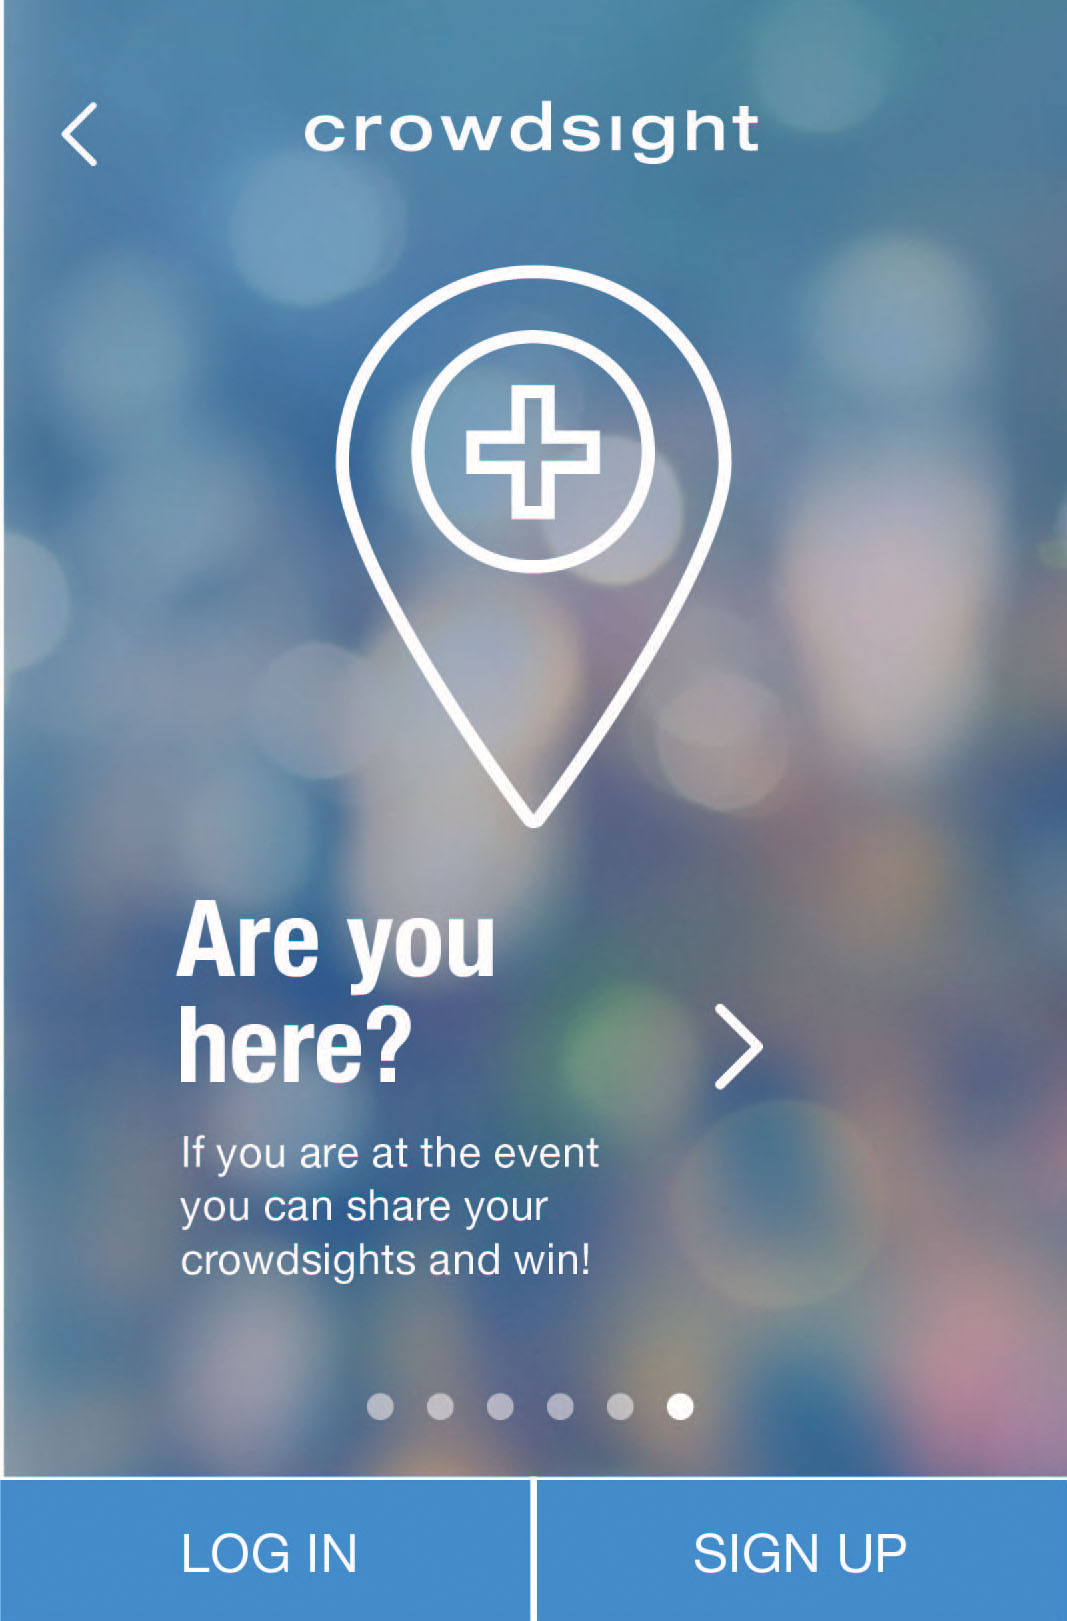 crowdsight
Are you
here?
If you are at the event
you can share your
crowdsights and win!
LOG IN
SIGN UP